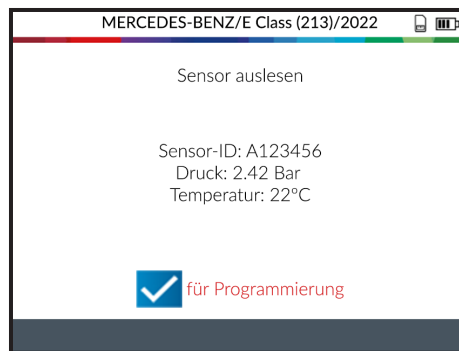 MERCEDES-BENZ/E Class (213)/2022
Sensor auslesen
Sensor-ID: A123456
Druck: 2.42 Bar
Temperatur: 22°C
für Programmierung